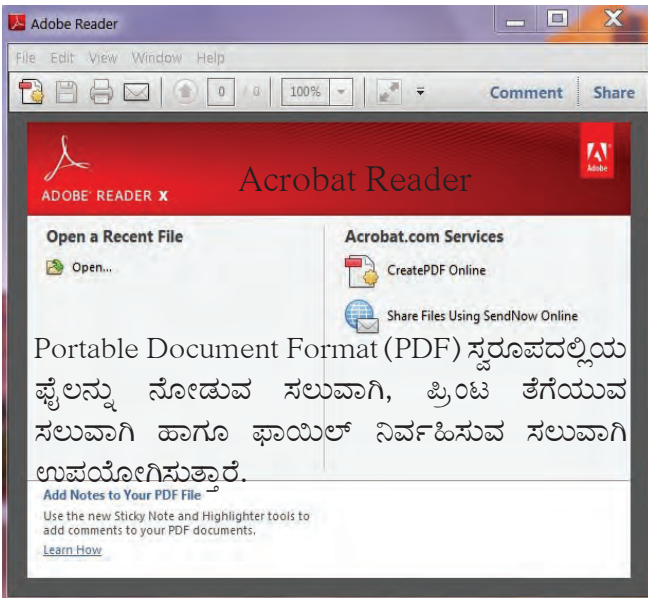 Adobe Reader
File Edit View Window Help
0 / 0 100% Comment Share
ADOBE® READER X
Acrobat Reader
Adobe
Open a Recent File
Open...
Acrobat.com Services
CreatePDF Online
Share Files Using SendNow Online
Portable Document Format (PDF) ಸ್ವರೂಪದಲ್ಲಿಯ
ಫೈಲನ್ನು ನೋಡುವ ಸಲುವಾಗಿ, ಪ್ರಿಂಟ ತೆಗೆಯುವ
ಸಲುವಾಗಿ ಹಾಗೂ ಫಾಯಿಲ್ ನಿರ್ವಹಿಸುವ ಸಲುವಾಗಿ
ಉಪಯೋಗಿಸುತ್ತಾರೆ.
Add Notes to Your PDF File
Use the new Sticky Note and Highlighter tools to
add comments to your PDF documents.
Learn How